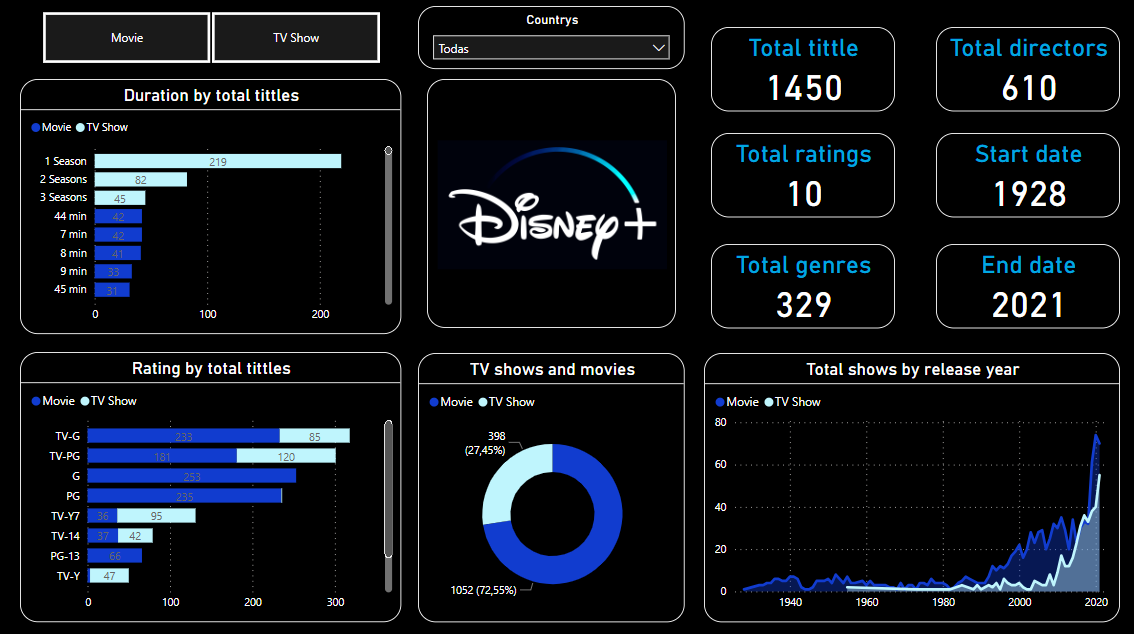 Movie
TV Show
Countrys
Todas
Total tittle
1450
Total directors
610
Total ratings
10
Start date
1928
Total genres
329
End date
2021
Duration by total tittles
Movie TV Show
1 Season 219
2 Seasons 82
3 Seasons 45
44 min 42
7 min 42
8 min 41
9 min 33
45 min 31
0 100 200
Disney+
Rating by total tittles
Movie TV Show
TV-G 233 85
TV-PG 181 120
G 253
PG 235
TV-Y7 36 95
TV-14 37 42
PG-13 66
TV-Y 47
0 100 200 300
TV shows and movies
Movie TV Show
398
(27,45%)
1052 (72,55%)
Total shows by release year
Movie TV Show
80
60
40
20
0
1940 1960 1980 2000 2020